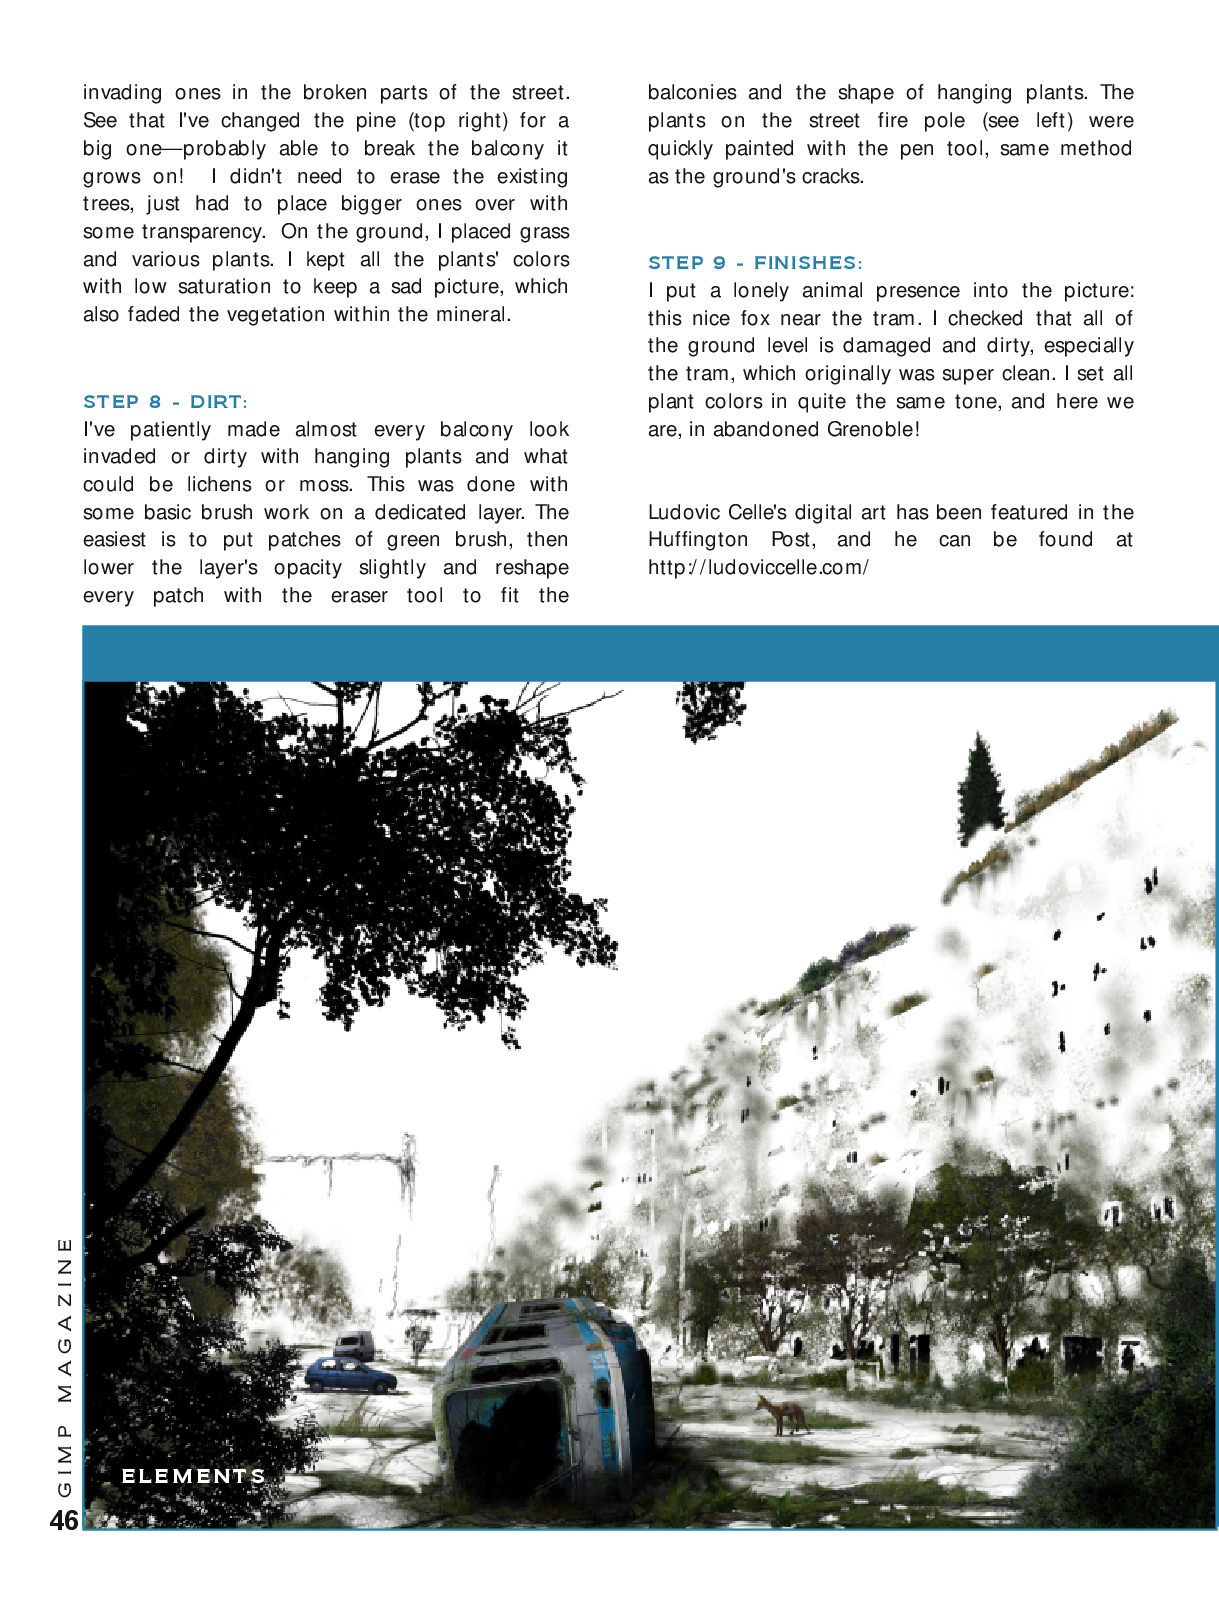 invading ones in the broken parts of the street.
See that I've changed the pine (top right) for a
big one—probably able to break the balcony it
grows on! I didn't need to erase the existing
trees, just had to place bigger ones over with
some transparency. On the ground, I placed grass
and various plants. I kept all the plants' colors
with low saturation to keep a sad picture, which
also faded the vegetation within the mineral.
STEP 8 - DIRT:
I've patiently made almost every balcony look
invaded or dirty with hanging plants and what
could be lichens or moss. This was done with
some basic brush work on a dedicated layer. The
easiest is to put patches of green brush, then
lower the layer's opacity slightly and reshape
every patch with the eraser tool to fit the
balconies and the shape of hanging plants. The
plants on the street fire pole (see left) were
quickly painted with the pen tool, same method
as the ground's cracks.
STEP 9 - FINISHES:
I put a lonely animal presence into the picture:
this nice fox near the tram. I checked that all of
the ground level is damaged and dirty, especially
the tram, which originally was super clean. I set all
plant colors in quite the same tone, and here we
are, in abandoned Grenoble!
Ludovic Celle's digital art has been featured in the
Huffington Post, and he can be found at
http://ludoviccelle.com/
ELEMENTS
GIMP MAGAZINE
46